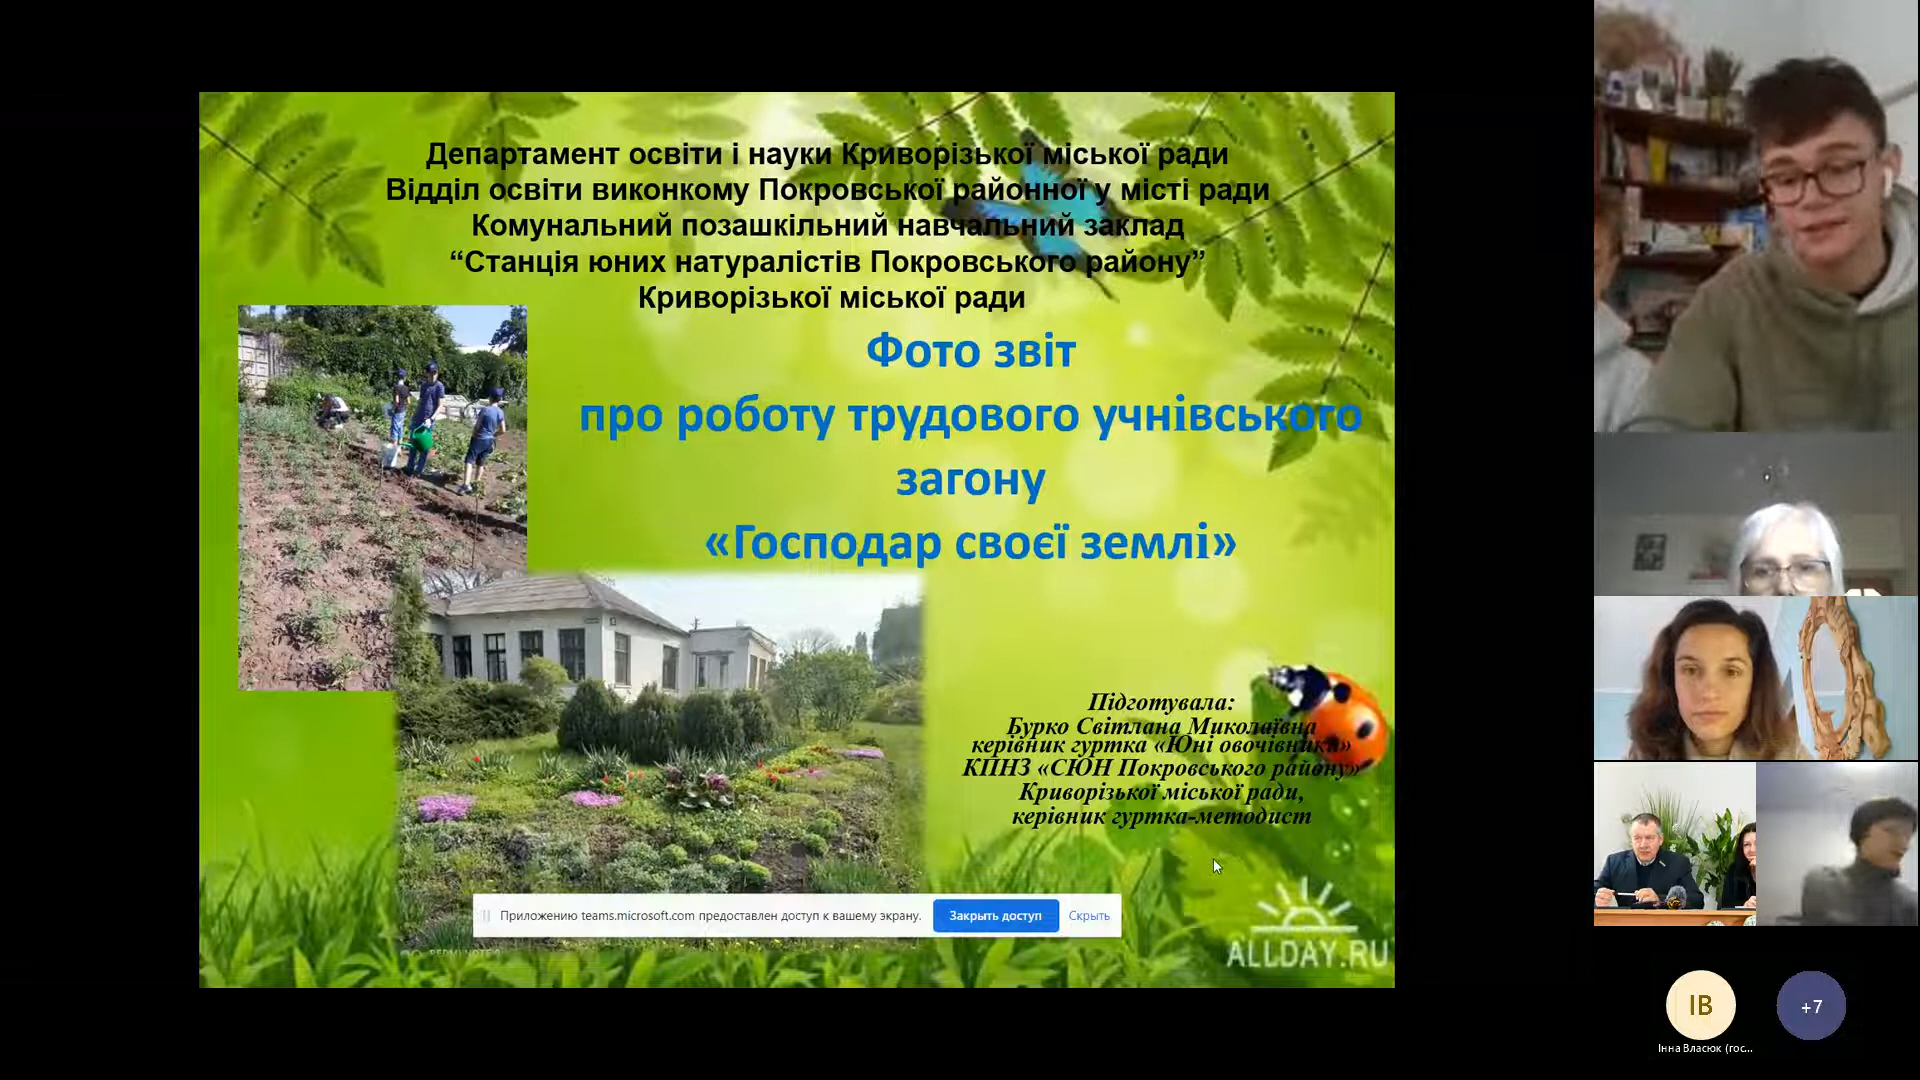 Департамент освіти і науки Криворізької міської ради
Відділ освіти виконкому Покровської районної у місті ради
Комунальний позашкільний навчальний заклад
“Станція юних натуралістів Покровського району”
Криворізької міської ради
Фото звіт
про роботу трудового учнівського
загону
«Господар своєї землі»
Підготувала:
Бурко Світлана Миколаївна
керівник гуртка «Юні овочівники»
КПНЗ «СЮН Покровського району»
Криворізької міської ради,
керівник гуртка-методист
Приложению teams.microsoft.com предоставлен доступ к вашему экрану.
Закрыть доступ
Скрыть
ALLDAY.RU
ІВ
+7
Інна Власюк (гос...